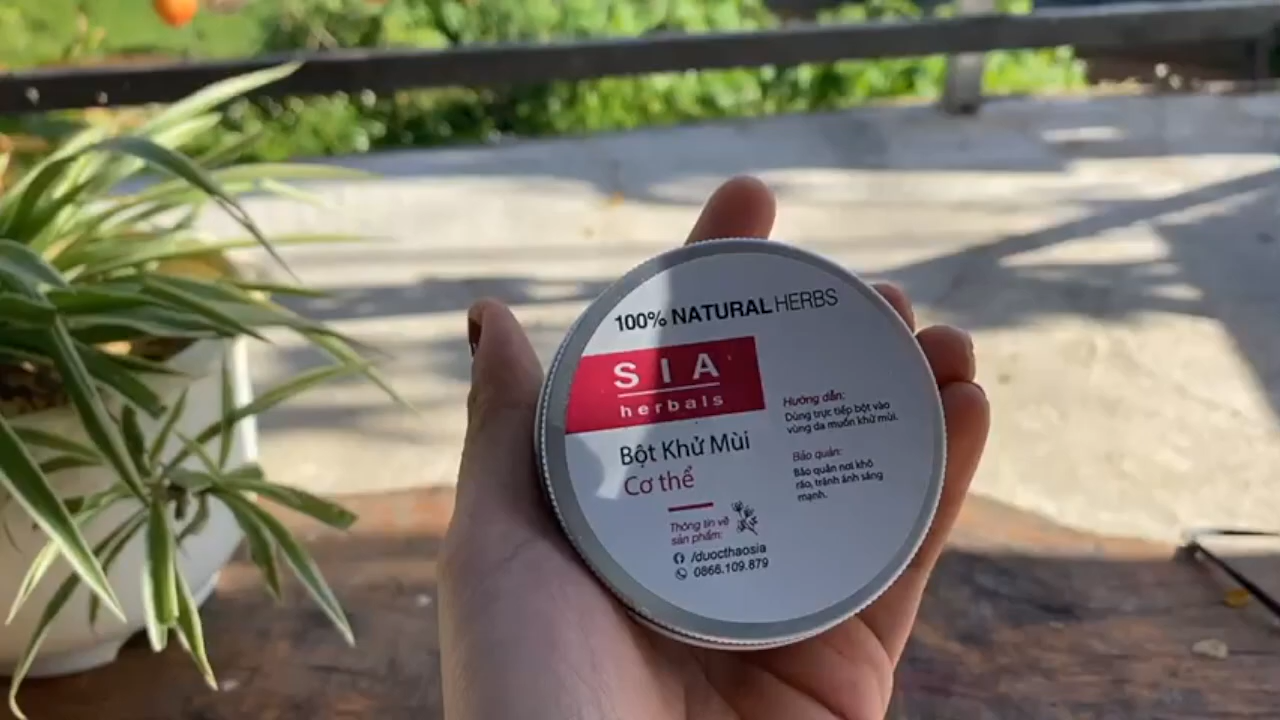 100% NATURAL HERBS
SIA
herbals
Bột Khử Mùi
Cơ thể
Thông tin về
sản phẩm:
/duocthaosia
0866.109.879
Hướng dẫn:
Dùng trực tiếp bột vào
vùng da muốn khử mùi.
Bảo quản:
Bảo quản nơi khô
ráo, tránh ánh sáng
mạnh.